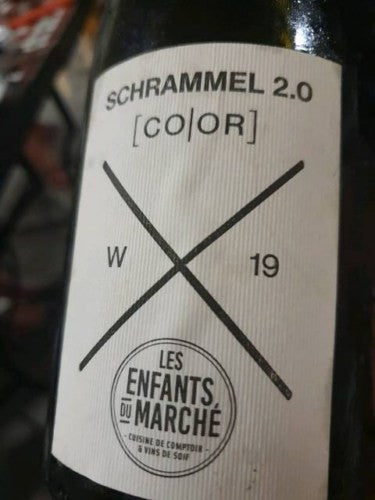 SCHRAMMEL 2.0
[CO|OR]
W 19
LES
ENFANTS
DU MARCHÉ
- CUISINE DE COMPTOIR -
& VINS DE SOIF